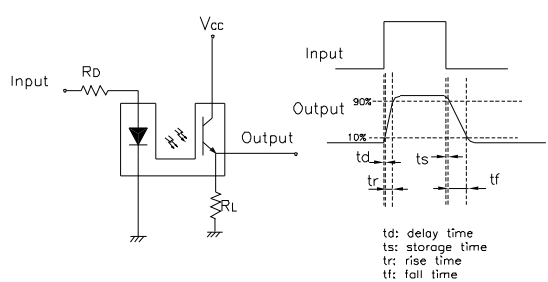 Input
RD
Vcc
Output
RL
Input
Output
90%
10%
td
ts
tr
tf
td: delay time
ts: storage time
tr: rise time
tf: fall time